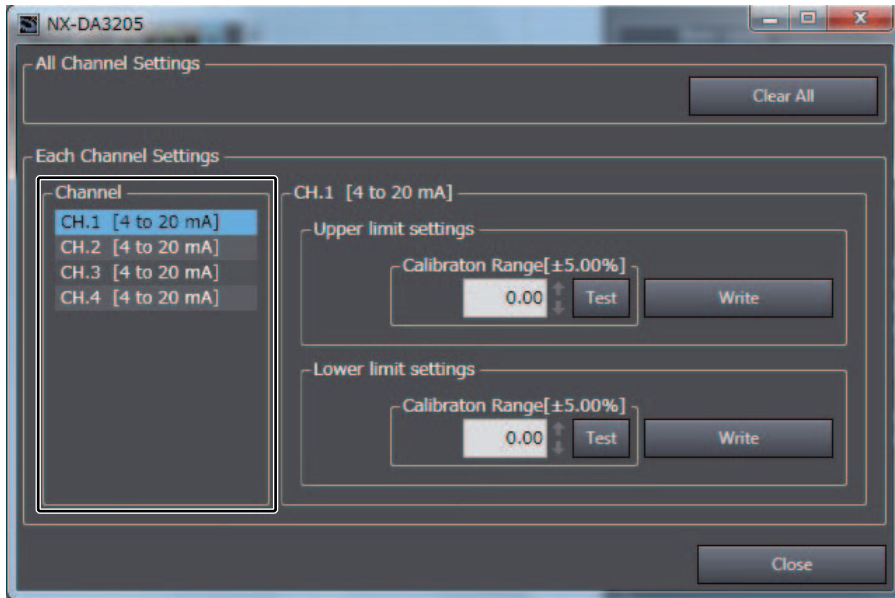 NX-DA3205
All Channel Settings
Clear All
Each Channel Settings
Channel
CH.1 [4 to 20 mA]
CH.2 [4 to 20 mA]
CH.3 [4 to 20 mA]
CH.4 [4 to 20 mA]
CH.1 [4 to 20 mA]
Upper limit settings
Calibraton Range[±5.00%]
0.00 Test Write
Lower limit settings
Calibraton Range[±5.00%]
0.00 Test Write
Close